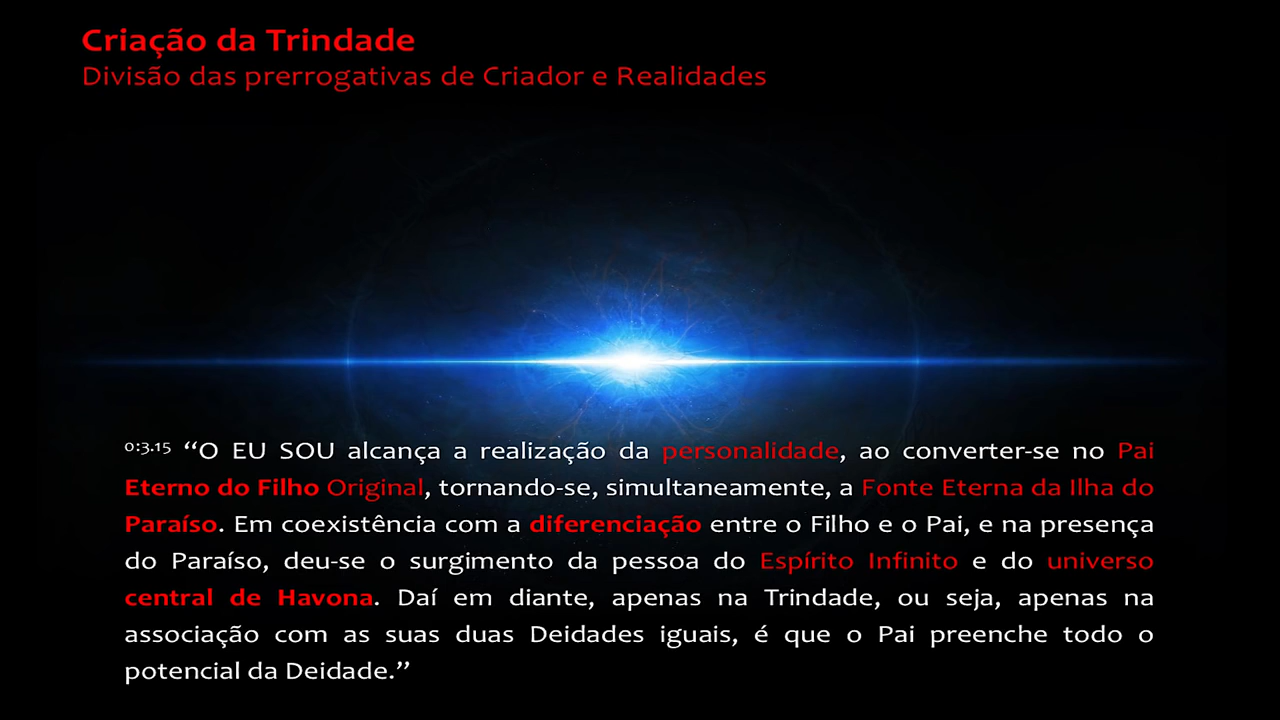 Criação da Trindade
Divisão das prerrogativas de Criador e Realidades
0:3.15 “O EU SOU alcança a realização da personalidade, ao converter-se no Pai
Eterno do Filho Original, tornando-se, simultaneamente, a Fonte Eterna da Ilha do
Paraíso. Em coexistência com a diferenciação entre o Filho e o Pai, e na presença
do Paraíso, deu-se o surgimento da pessoa do Espírito Infinito e do universo
central de Havona. Daí em diante, apenas na Trindade, ou seja, apenas na
associação com as suas duas Deidades iguais, é que o Pai preenche todo o
potencial da Deidade.”